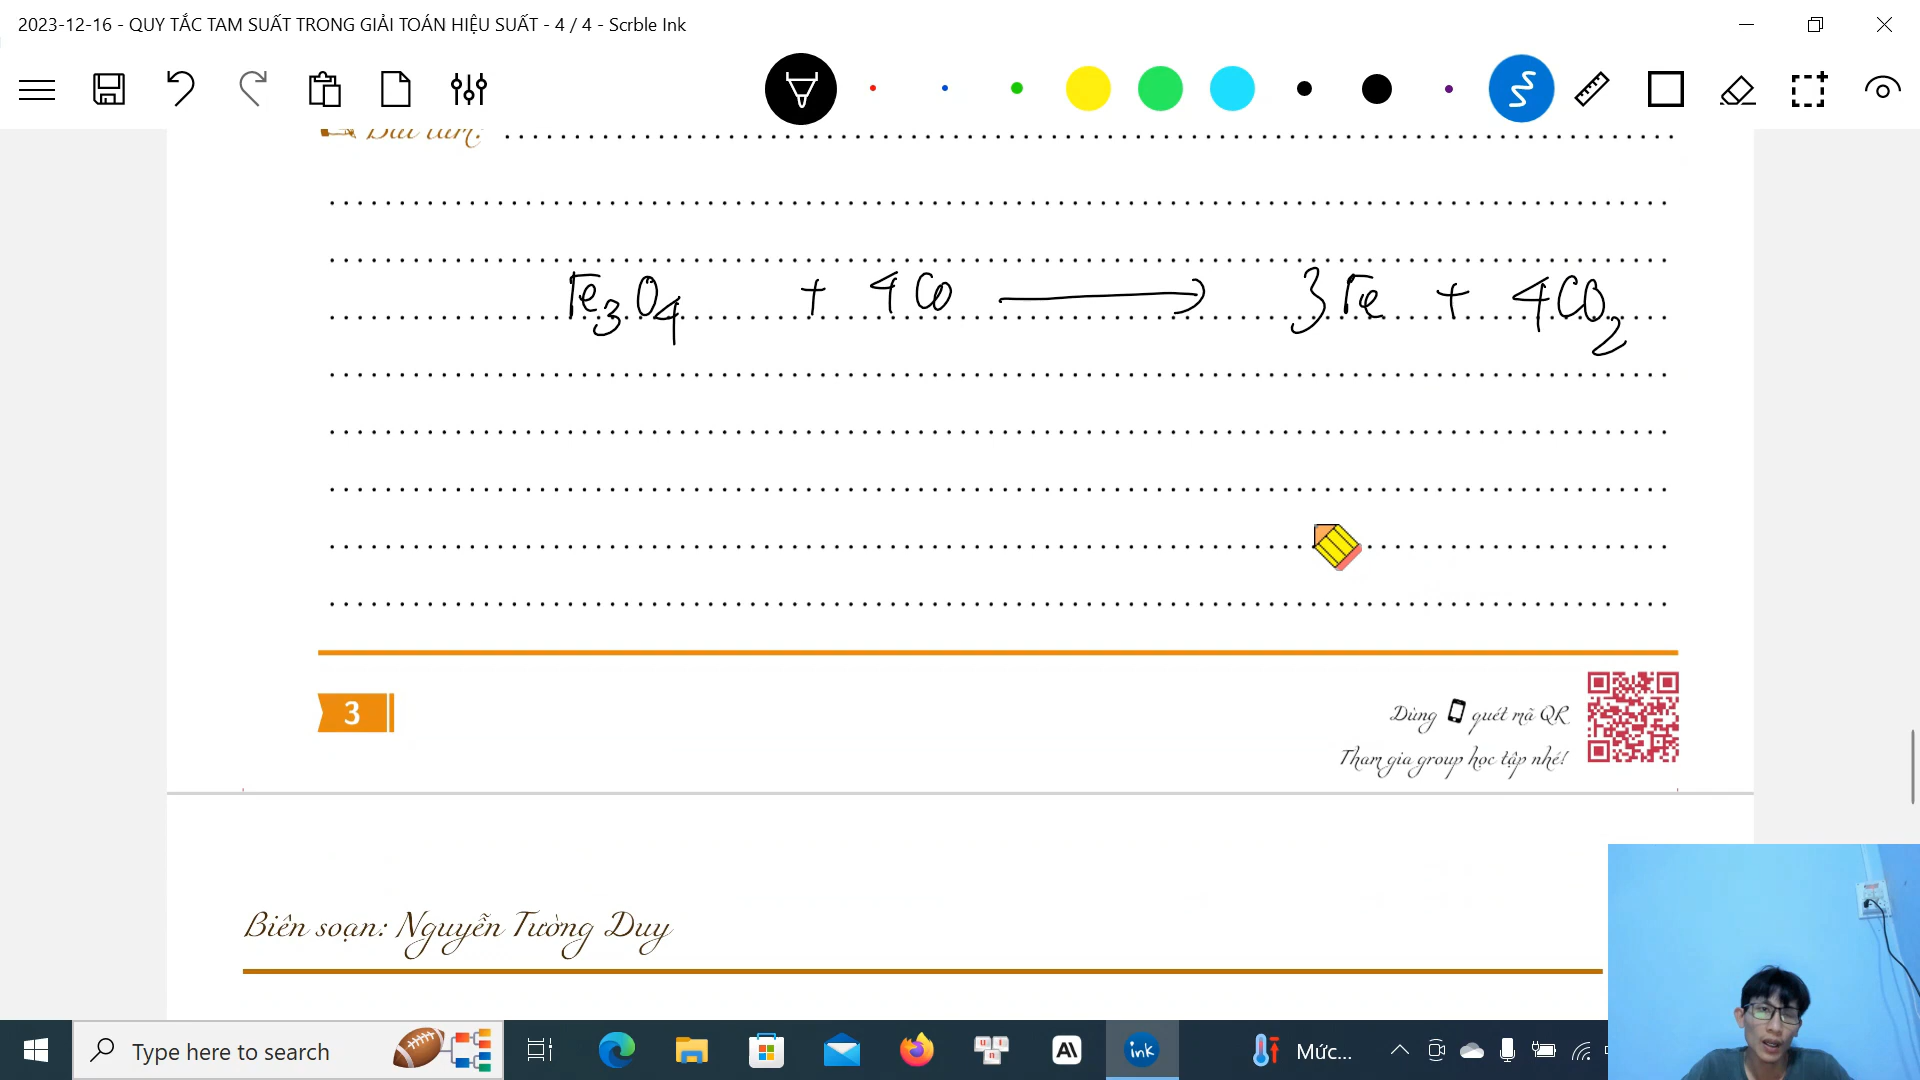 2023-12-16 - QUY TẮC TAM SUẤT TRONG GIẢI TOÁN HIỆU SUẤT - 4 / 4 - Scrble Ink
Fe3O4 + 4CO ⟶ 3Fe + 4CO2
3
Dùng quét mã QR
Tham gia group học tập nhé!
Biên soạn: Nguyễn Tường Duy
Type here to search
ink
Mức...